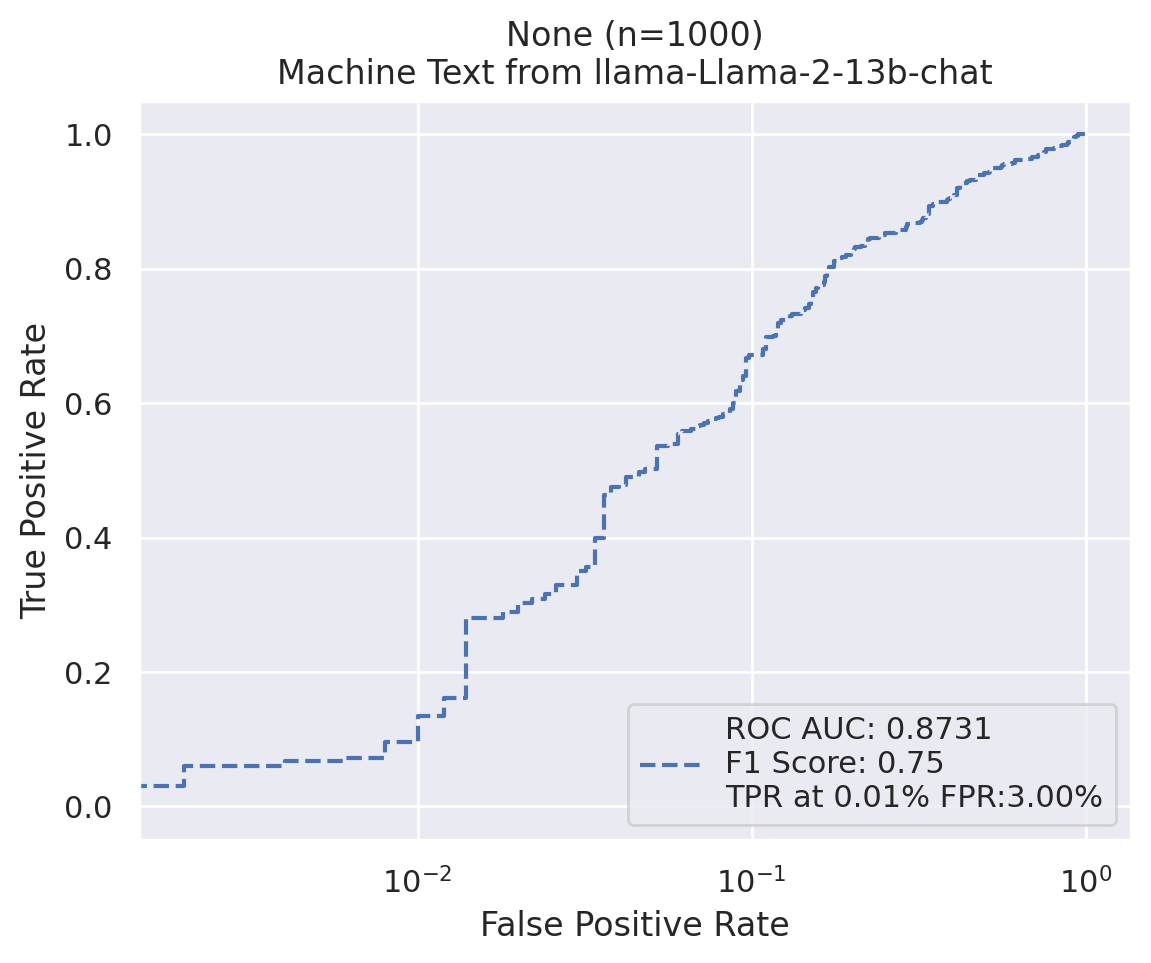 None (n=1000)
Machine Text from llama-Llama-2-13b-chat
1.0
0.8
0.6
0.4
0.2
0.0
True Positive Rate
ROC AUC: 0.8731
F1 Score: 0.75
TPR at 0.01% FPR:3.00%
10⁻²
10⁻¹
10⁰
False Positive Rate